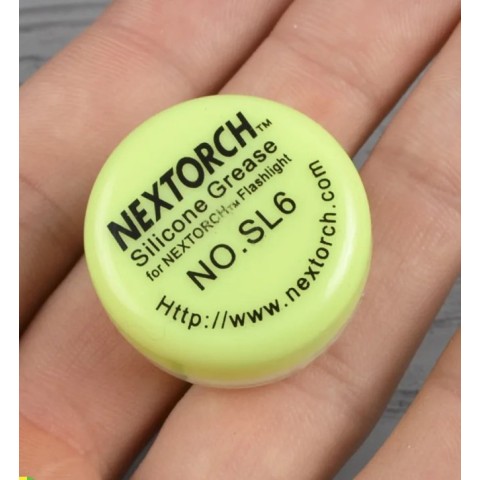 NEXTORCH™
Silicone Grease
for NEXTORCH™ Flashlight
NO.SL6
Http://www.nextorch.com